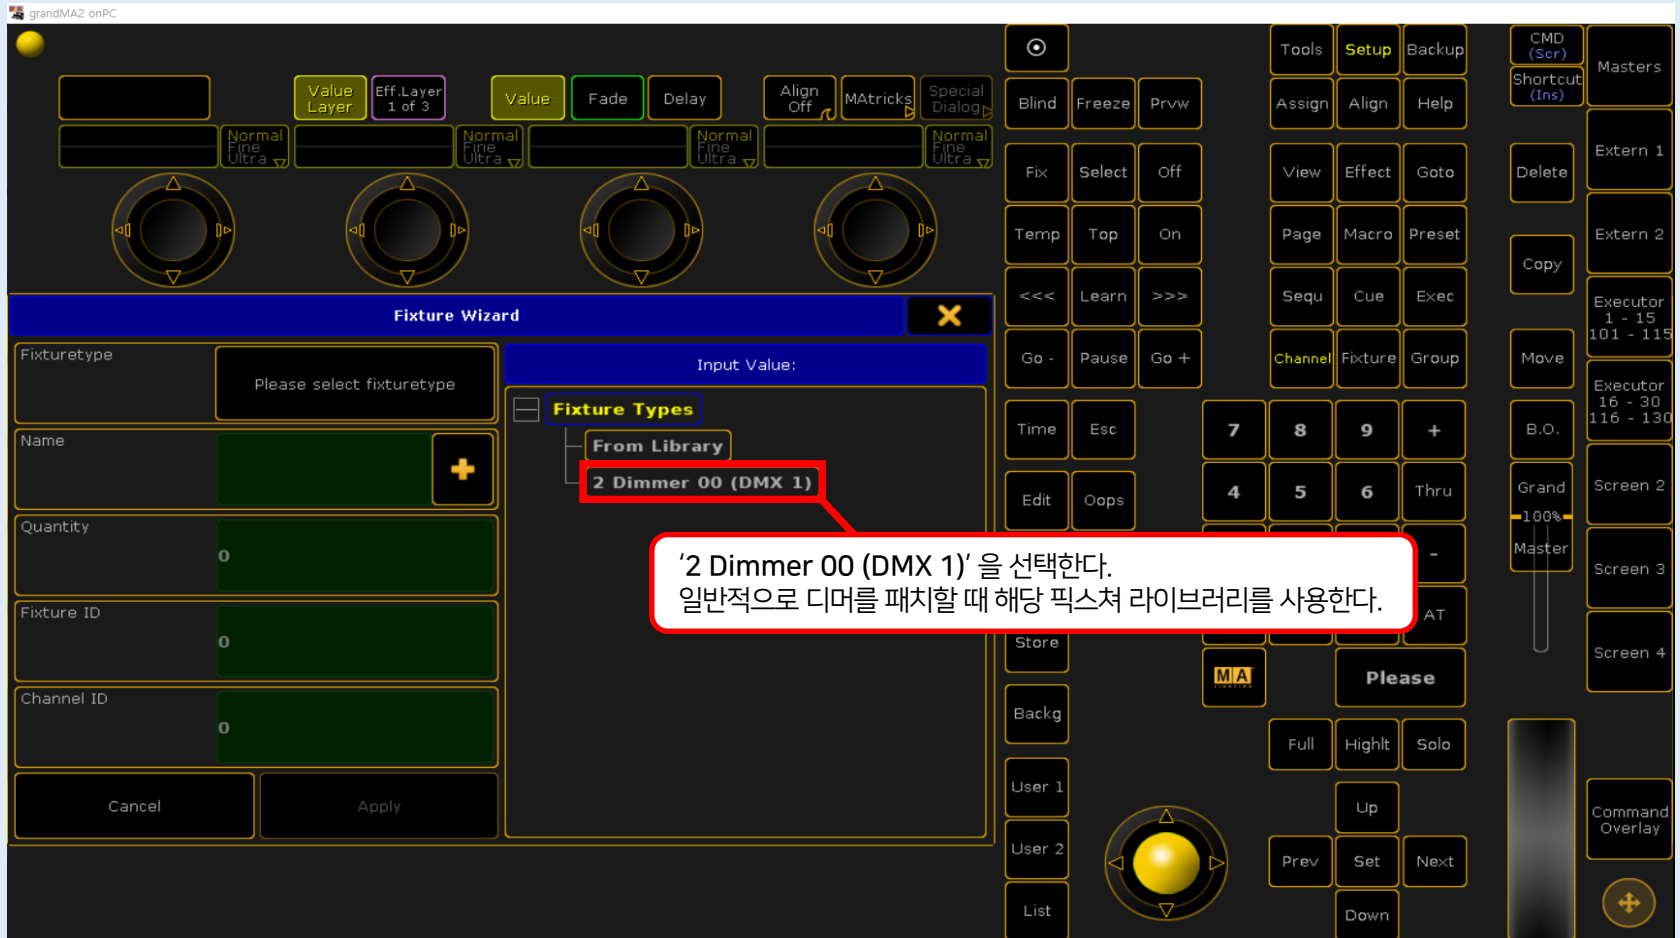 grandMA2 onPC
Value Layer
Eff.Layer 1 of 3
Value
Fade
Delay
Align Off
MAtricks
Special Dialog
Normal
Fine
Ultra
Normal
Fine
Ultra
Normal
Fine
Ultra
Normal
Fine
Ultra
Fixture Wizard
Fixturetype
Please select fixturetype
Name
Quantity
0
Fixture ID
0
Channel ID
0
Cancel
Apply
Input Value:
Fixture Types
From Library
2 Dimmer 00 (DMX 1)
‘2 Dimmer 00 (DMX 1)’ 을 선택한다.
일반적으로 디머를 패치할 때 해당 픽스쳐 라이브러리를 사용한다.
Tools
Setup
Backup
Blind
Freeze
Prvw
Assign
Align
Help
Fix
Select
Off
View
Effect
Goto
Temp
Top
On
Page
Macro
Preset
<<<
Learn
>>>
Sequ
Cue
Exec
Go -
Pause
Go +
Channel
Fixture
Group
Time
Esc
7
8
9
+
Edit
Oops
4
5
6
Thru
-
AT
Store
MA
Please
Backg
Full
Highlt
Solo
User 1
Up
User 2
Prev
Set
Next
List
Down
CMD
(Scr)
Shortcut
(Ins)
Delete
Copy
Move
B.O.
Grand
100%
Master
Masters
Extern 1
Extern 2
Executor
1 - 15
101 - 115
Executor
16 - 30
116 - 130
Screen 2
Screen 3
Screen 4
Command
Overlay